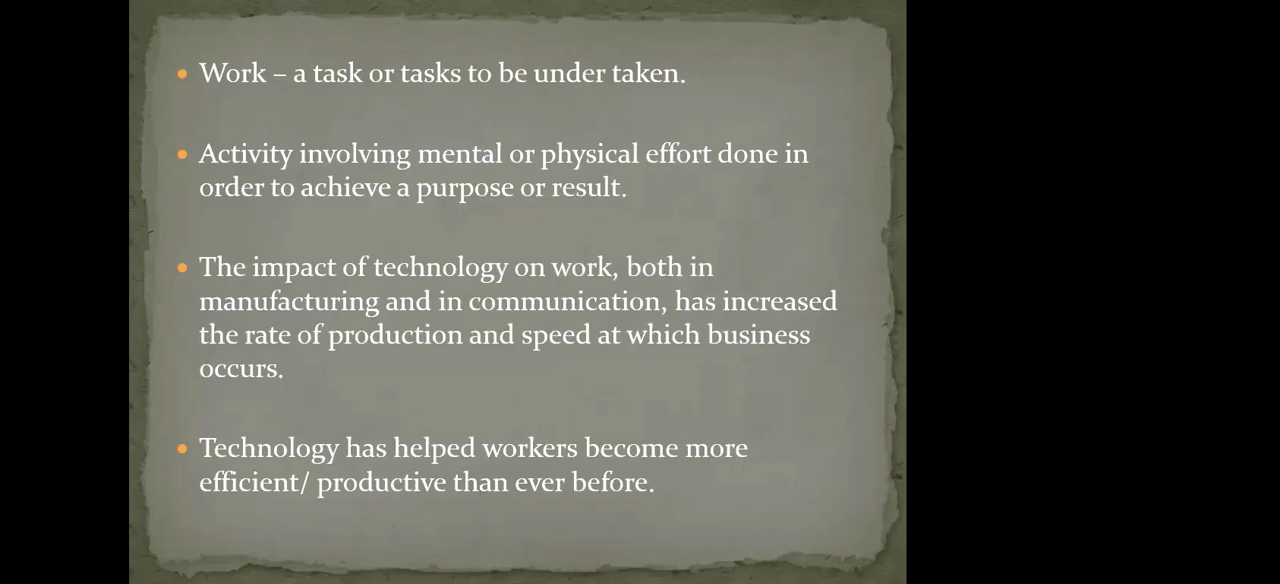 • Work – a task or tasks to be under taken.
• Activity involving mental or physical effort done in
order to achieve a purpose or result.
• The impact of technology on work, both in
manufacturing and in communication, has increased
the rate of production and speed at which business
occurs.
• Technology has helped workers become more
efficient/ productive than ever before.